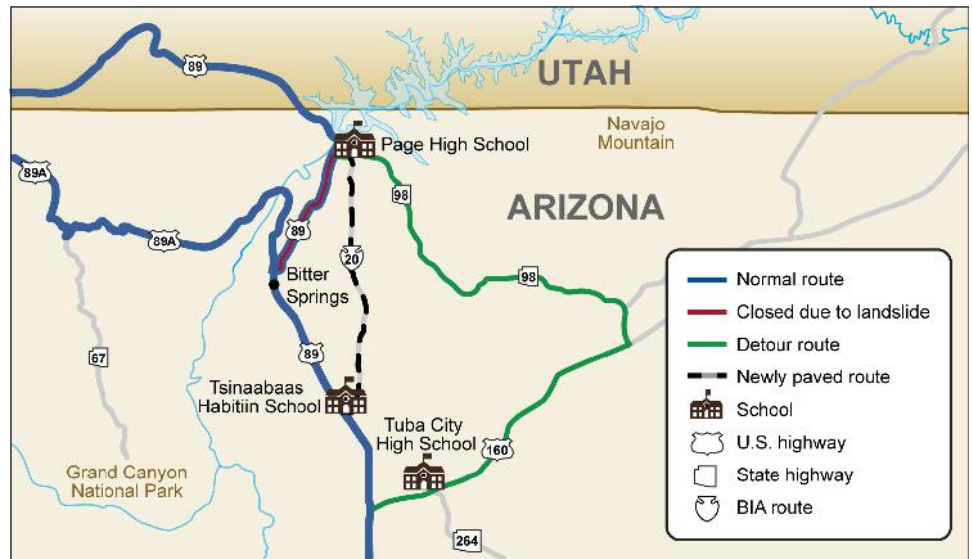 89
UTAH
Navajo
Mountain
Page High School
89A
98
ARIZONA
89A
89
20
98
Bitter
Springs
89
67
Tsinaabaas
Habitiin School
Tuba City
High School
160
Grand Canyon
National Park
264
Normal route
Closed due to landslide
Detour route
Newly paved route
School
U.S. highway
State highway
BIA route